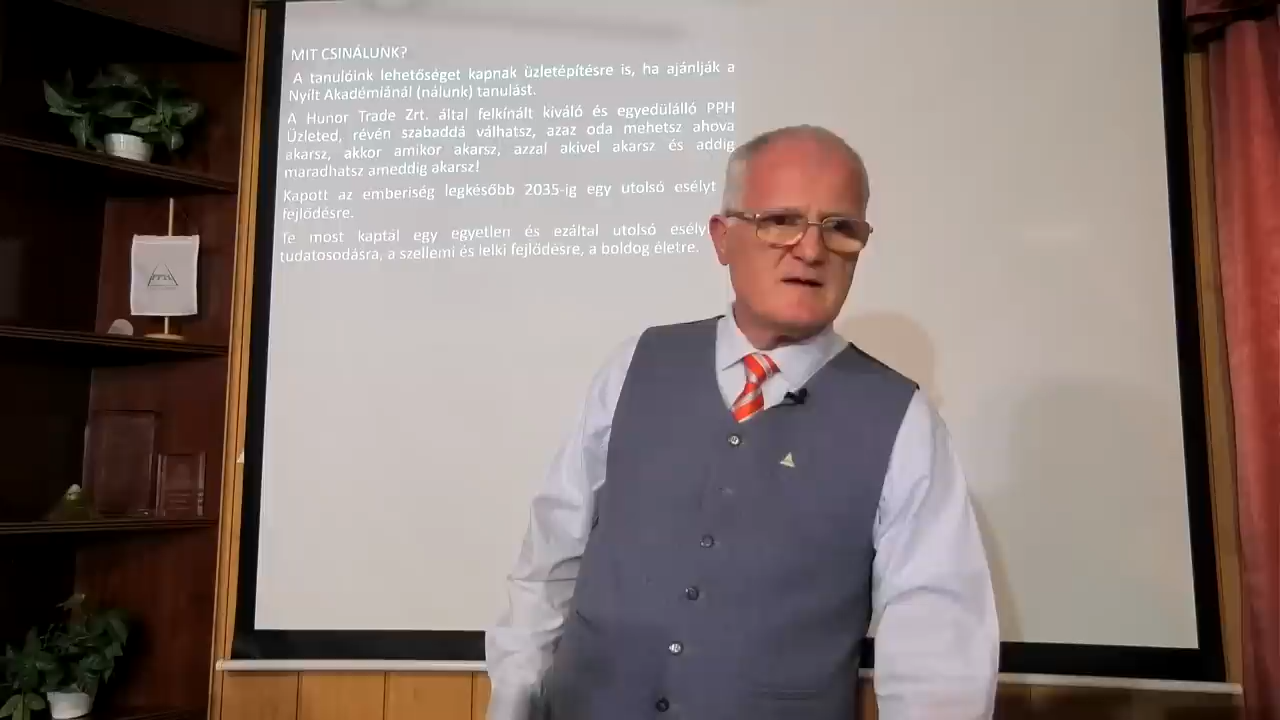 MIT CSINÁLUNK?
A tanulóink lehetőséget kapnak üzletépítésre is, ha ajánlják a
Nyílt Akadémiánál (nálunk) tanulást.
A Hunor Trade Zrt. által felkínált kiváló és egyedülálló PPH
Üzleted, révén szabaddá válhatsz, azaz oda mehetsz ahova
akarsz, akkor amikor akarsz, azzal akivel akarsz és addig
maradhatsz ameddig akarsz!
Kapott az emberiség legkésőbb 2035-ig egy utolsó esélyt
fejlődésre.
Te most kaptál egy egyetlen és ezáltal utolsó esély
tudatosodásra, a szellemi és lelki fejlődésre, a boldog életre.